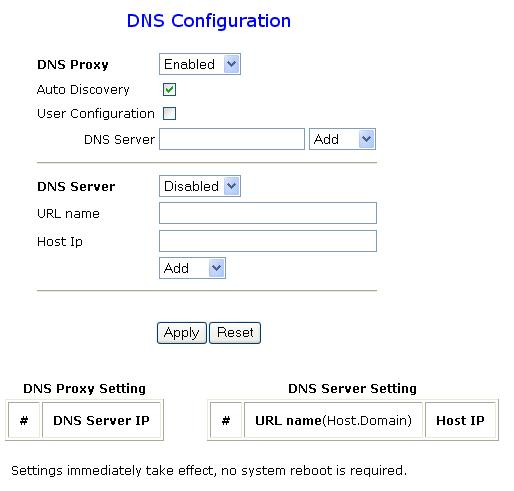 DNS Configuration
DNS Proxy Enabled
Auto Discovery
User Configuration
DNS Server Add
DNS Server Disabled
URL name
Host Ip
Add
Apply Reset
DNS Proxy Setting DNS Server Setting
# DNS Server IP # URL name(Host.Domain) Host IP
Settings immediately take effect, no system reboot is required.